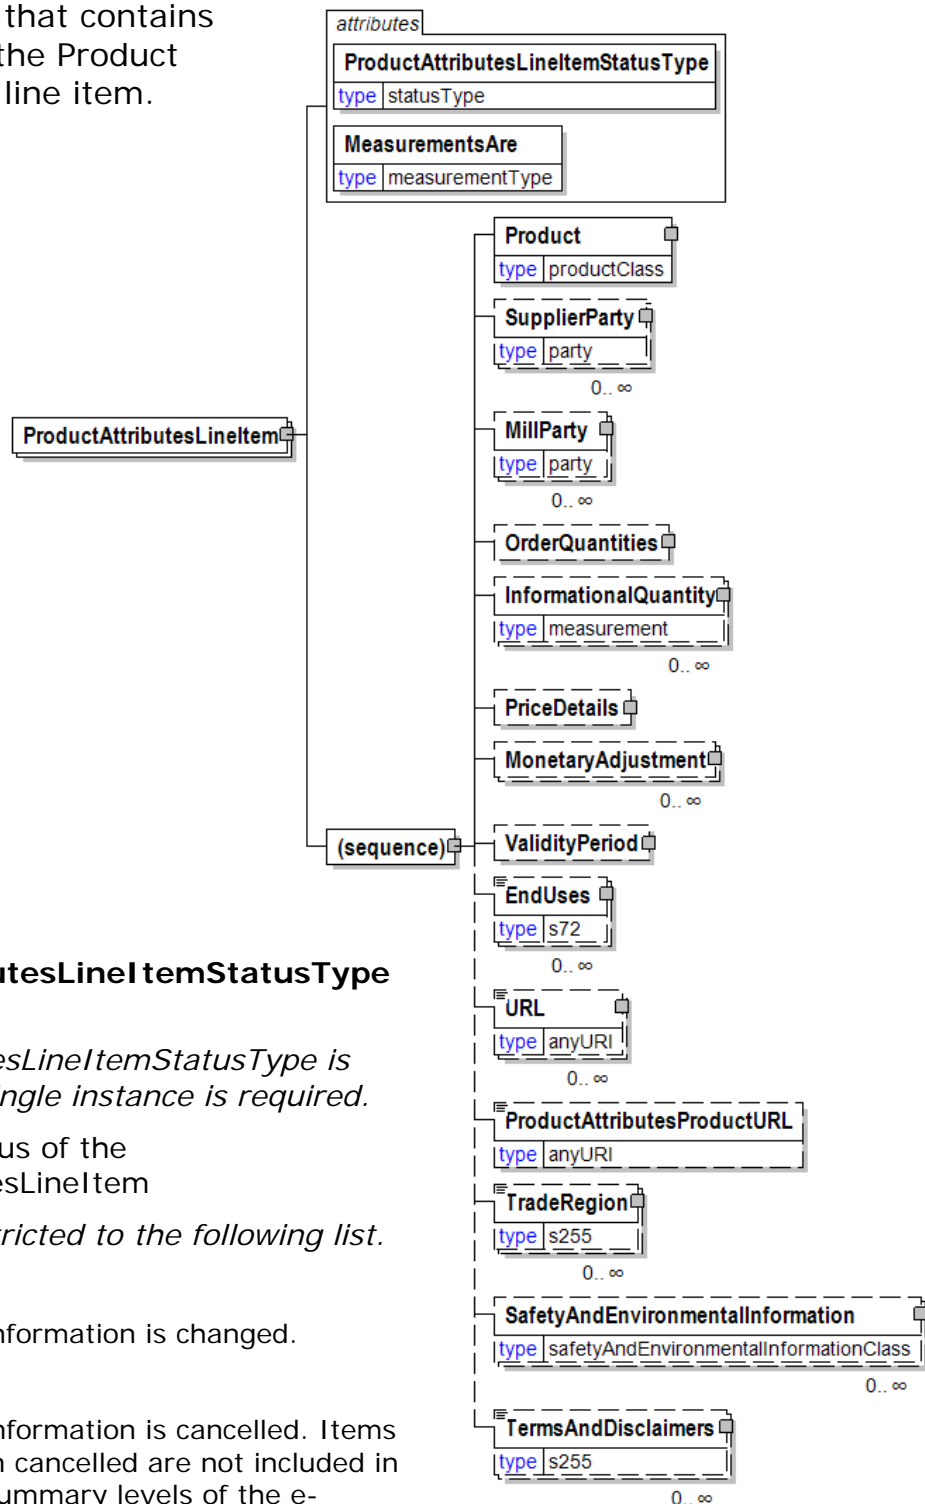 that contains
the Product
line item.
attributes
ProductAttributesLineItemStatusType
type statusType
MeasurementsAre
type measurementType
Product
type productClass
SupplierParty
type party
0..∞
ProductAttributesLineItem
MillParty
type party
0..∞
OrderQuantities
InformationalQuantity
type measurement
0..∞
PriceDetails
MonetaryAdjustment
0..∞
(sequence)
ValidityPeriod
EndUses
type s72
0..∞
utesLineItemStatusType
URL
type anyURI
0..∞
esLineItemStatusType is
ingle instance is required.
ProductAttributesProductURL
type anyURI
us of the
esLineItem
TradeRegion
type s255
0..∞
tricted to the following list.
SafetyAndEnvironmentalInformation
type safetyAndEnvironmentalInformationClass
0..∞
nformation is changed.
TermsAndDisclaimers
type s255
0..∞
nformation is cancelled. Items
n cancelled are not included in
ummary levels of the e-